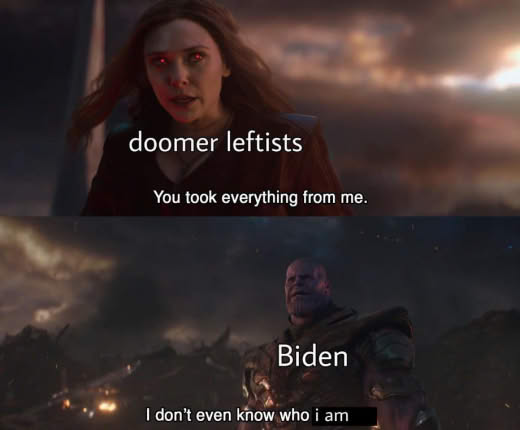 doomer leftists
You took everything from me.
Biden
I don't even know who i am